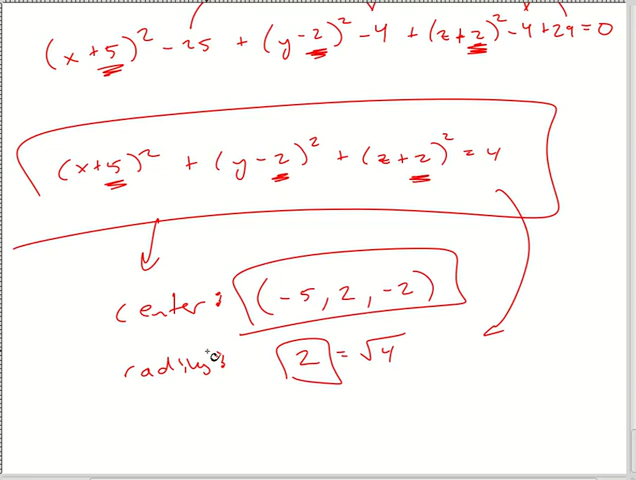 (x+5)² -25 + (y-2)² -4 + (z+2)² -4 +29 = 0
(x+5)² + (y-2)² + (z+2)² = 4
center: (-5, 2, -2)
radius: 2 = √4